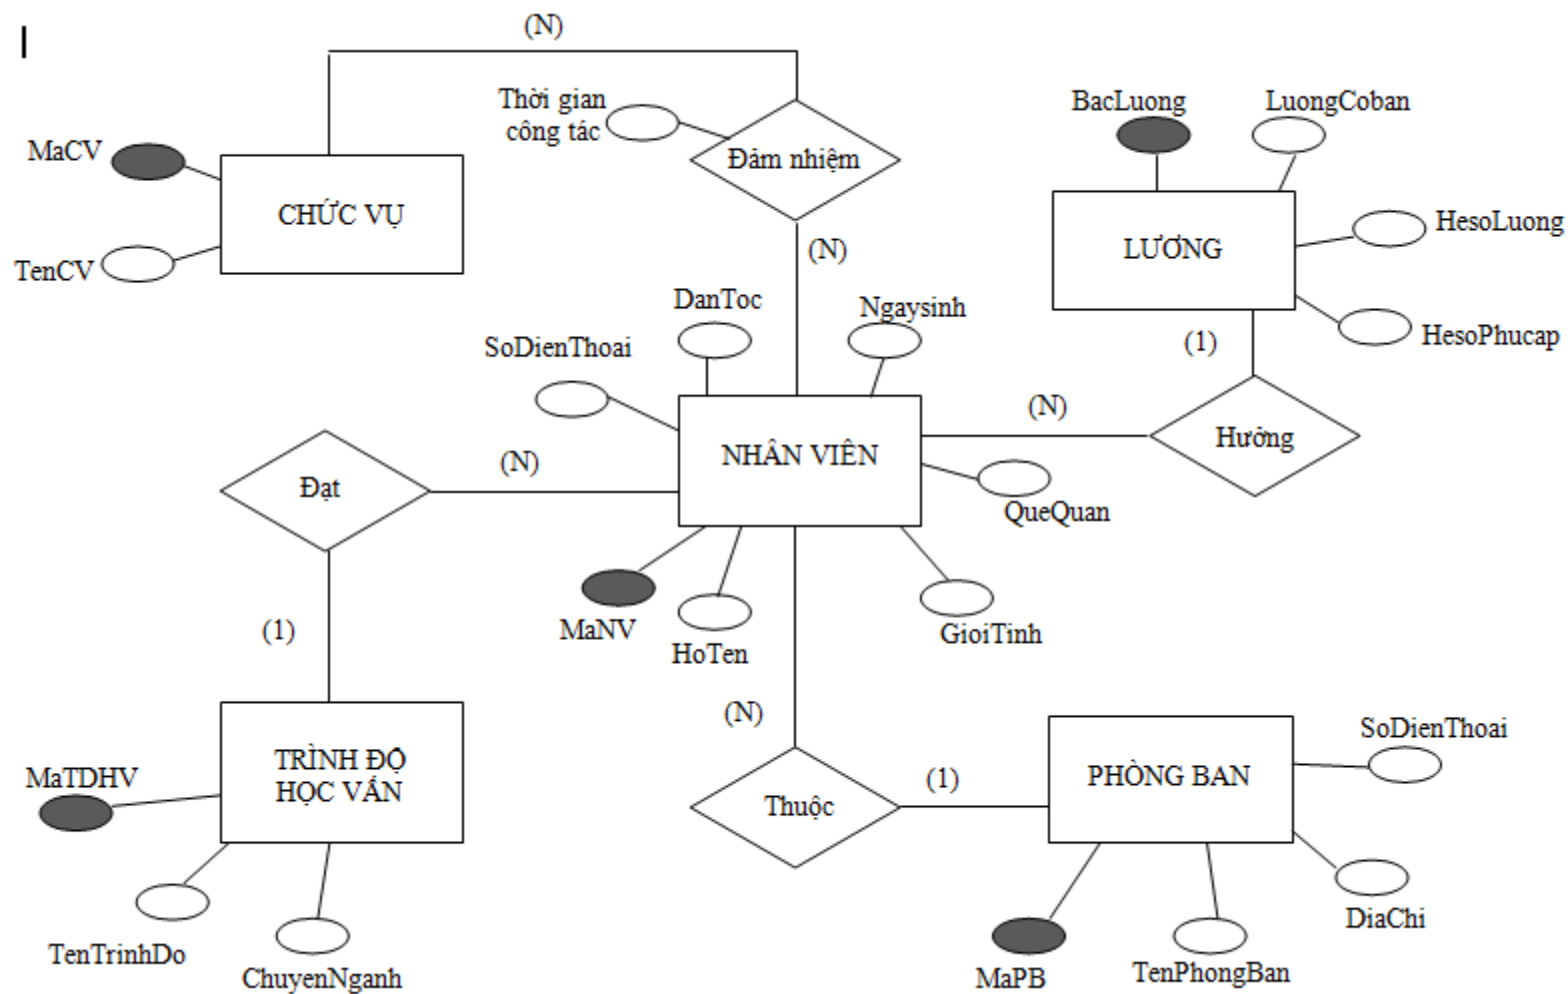 (N)
Thời gian
công tác
BacLuong
LuongCoban
MaCV
Đảm nhiệm
CHỨC VỤ
HesoLuong
(N)
LƯƠNG
TenCV
DanToc
Ngaysinh
HesoPhucap
SoDienThoai
(1)
(N)
Hưởng
NHÂN VIÊN
(N)
Đạt
QueQuan
(1)
MaNV
GioiTinh
HoTen
(N)
SoDienThoai
TRÌNH ĐỘ
HỌC VẤN
MaTDHV
PHÒNG BAN
(1)
Thuộc
DiaChi
TenTrinhDo
ChuyenNganh
MaPB
TenPhongBan